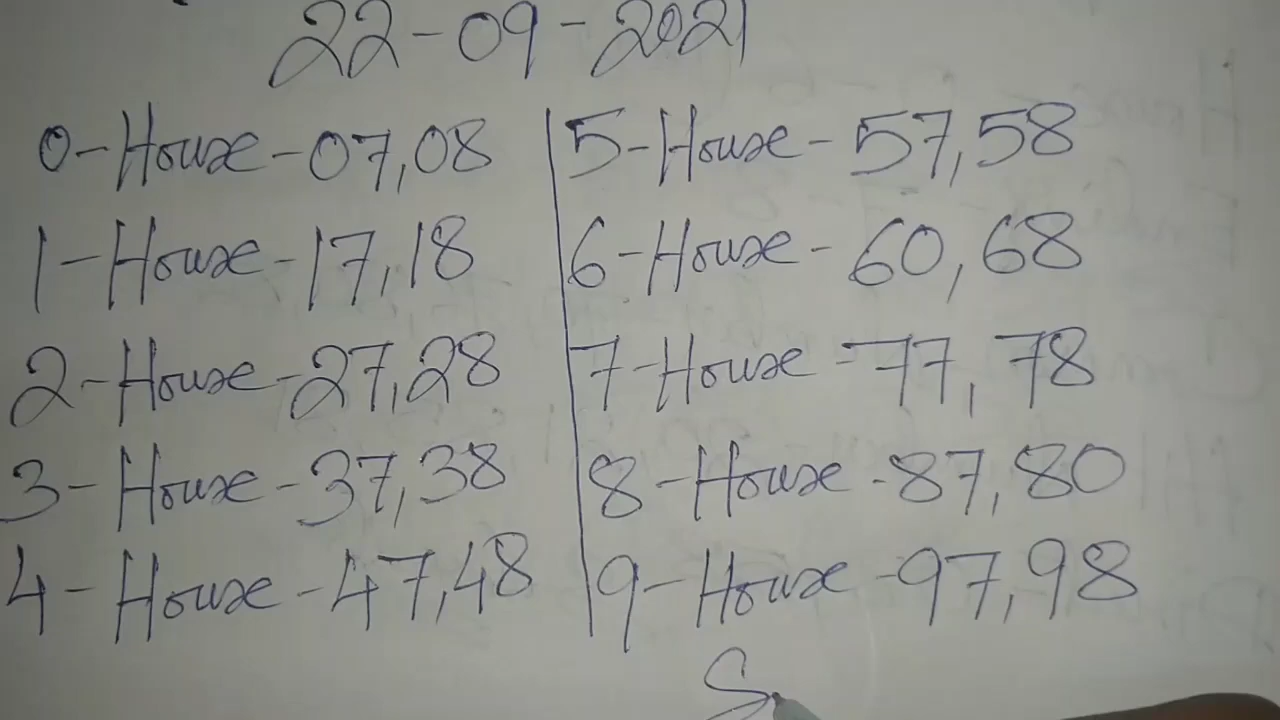 22-09-2021
0-House-07,08
1-House-17,18
2-House-27,28
3-House-37,38
4-House-47,48
5-House-57,58
6-House-60,68
7-House-77,78
8-House-87,80
9-House-97,98
S